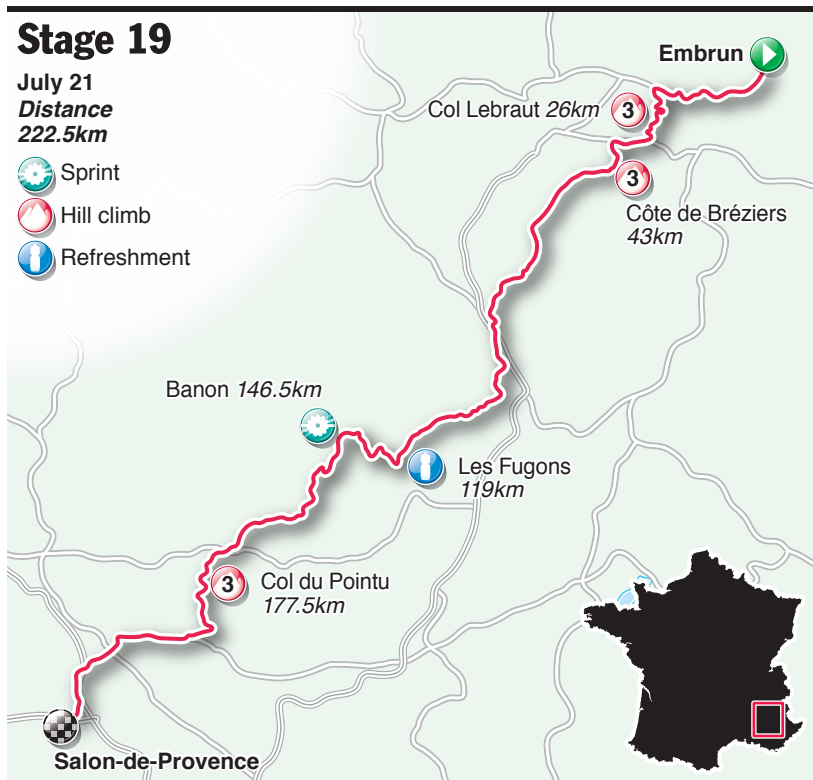 Stage 19
July 21
Distance
222.5km
Sprint
Hill climb
Refreshment
Embrun
Col Lebraut 26km
3
3
Côte de Bréziers
43km
Banon 146.5km
Les Fugons
119km
3
Col du Pointu
177.5km
Salon-de-Provence